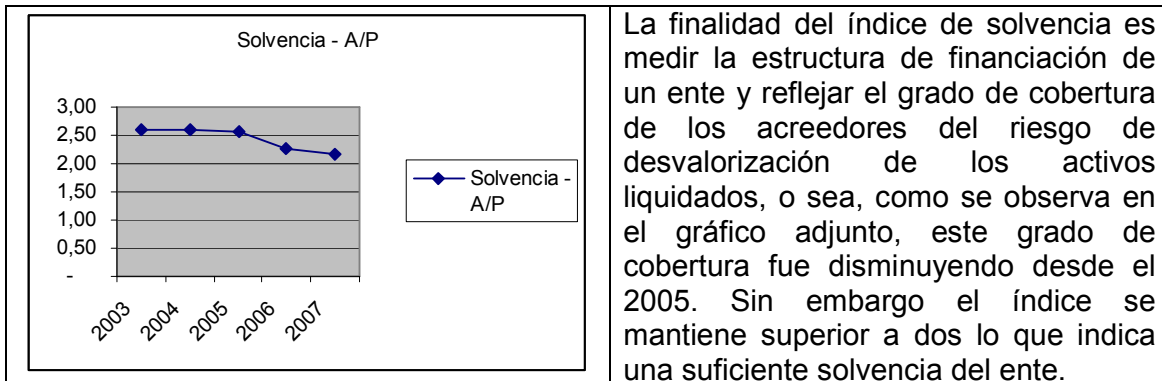 Solvencia - A/P
3,00
2,50
2,00
1,50
1,00
0,50
-
2003
2004
2005
2006
2007
Solvencia -
A/P
La finalidad del índice de solvencia es
medir la estructura de financiación de
un ente y reflejar el grado de cobertura
de los acreedores del riesgo de
desvalorización de los activos
liquidados, o sea, como se observa en
el gráfico adjunto, este grado de
cobertura fue disminuyendo desde el
2005. Sin embargo el índice se
mantiene superior a dos lo que indica
una suficiente solvencia del ente.